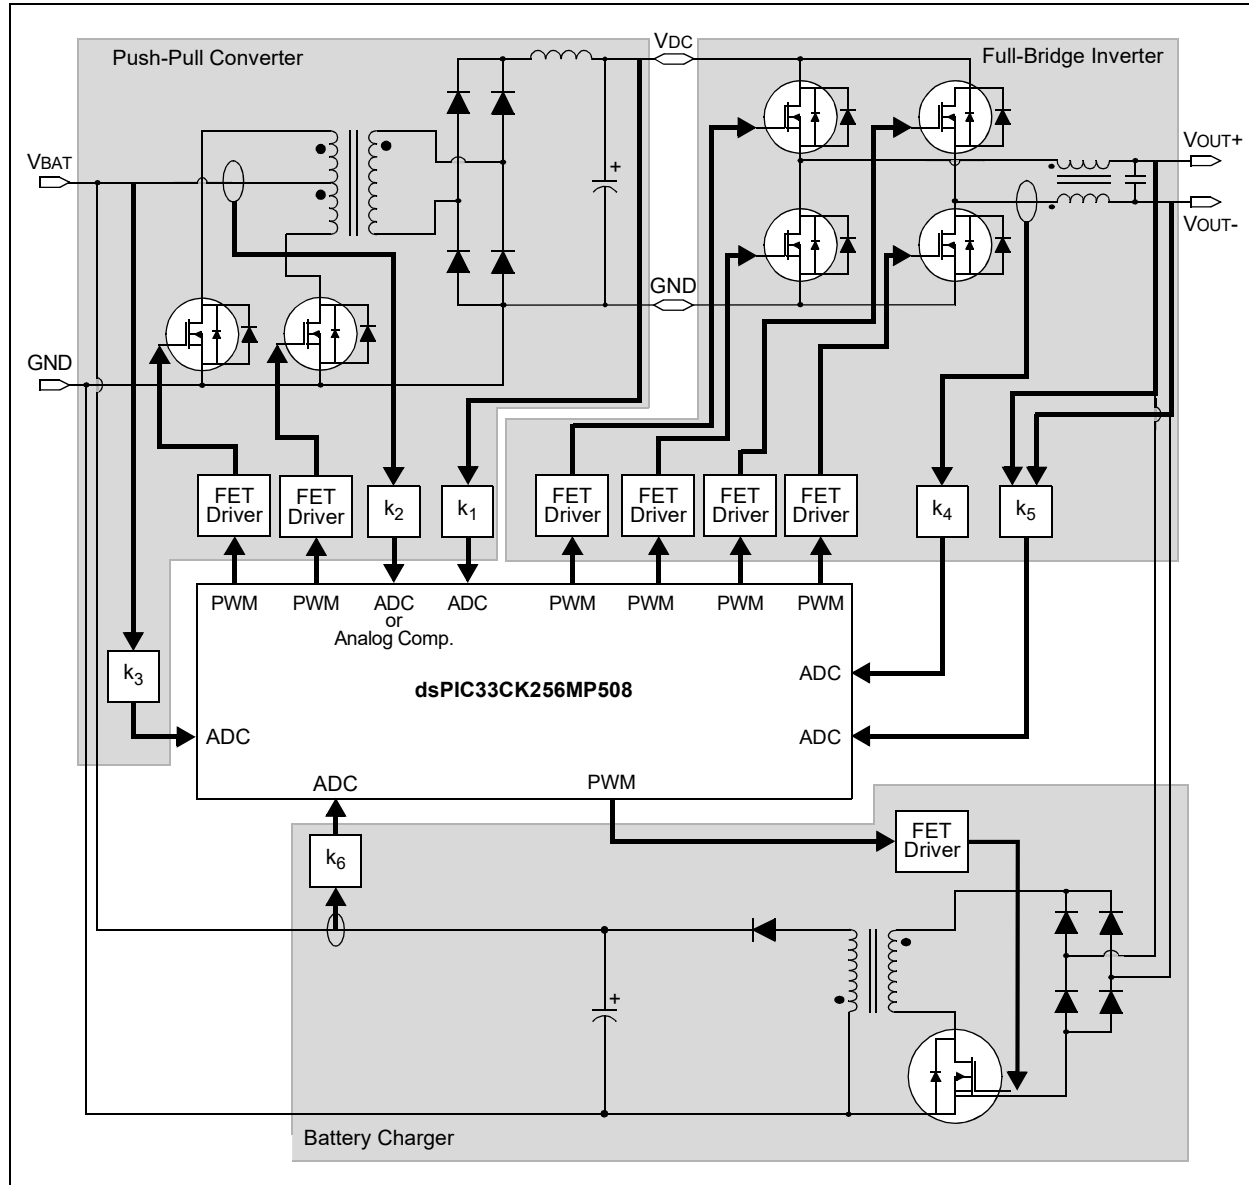 Push-Pull Converter
VDC
Full-Bridge Inverter
VBAT
VOUT+
VOUT-
+
GND
GND
FET
Driver
FET
Driver
k2
k1
FET
Driver
FET
Driver
FET
Driver
FET
Driver
k4
k5
PWM
PWM
ADC
or
Analog Comp.
ADC
PWM
PWM
PWM
PWM
k3
ADC
dsPIC33CK256MP508
ADC
ADC
ADC
PWM
k6
FET
Driver
+
Battery Charger